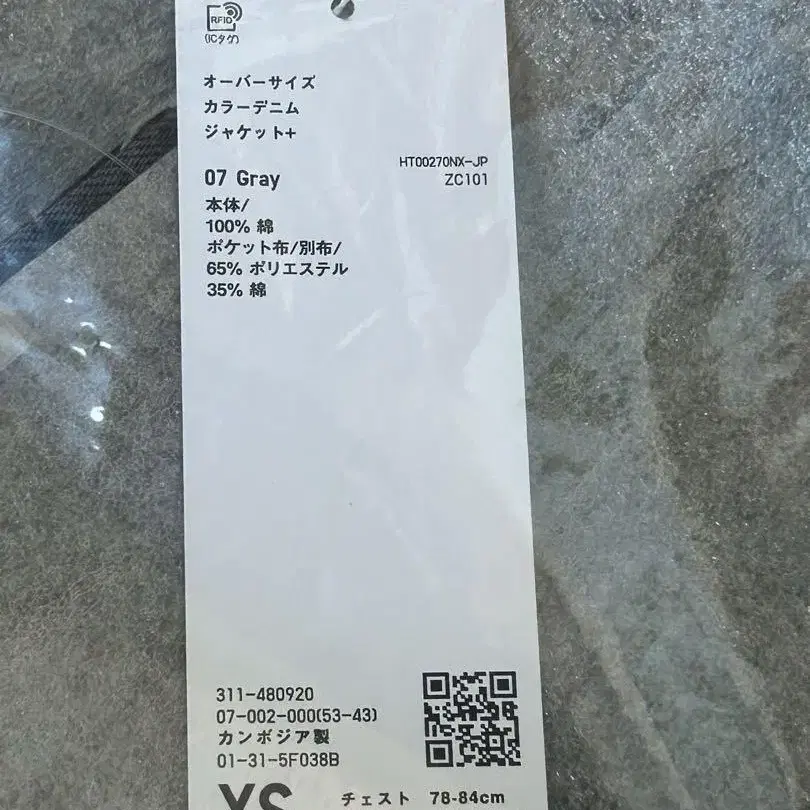 RFID
(ICタグ)
オーバーサイズ
カラーデニム
ジャケット+
HT00270NX-JP
07 Gray
ZC101
本体/
100% 綿
ポケット布/別布/
65% ポリエステル
35% 綿
311-480920
07-002-000(53-43)
カンボジア製
01-31-5F038B
XS
チェスト 78-84cm